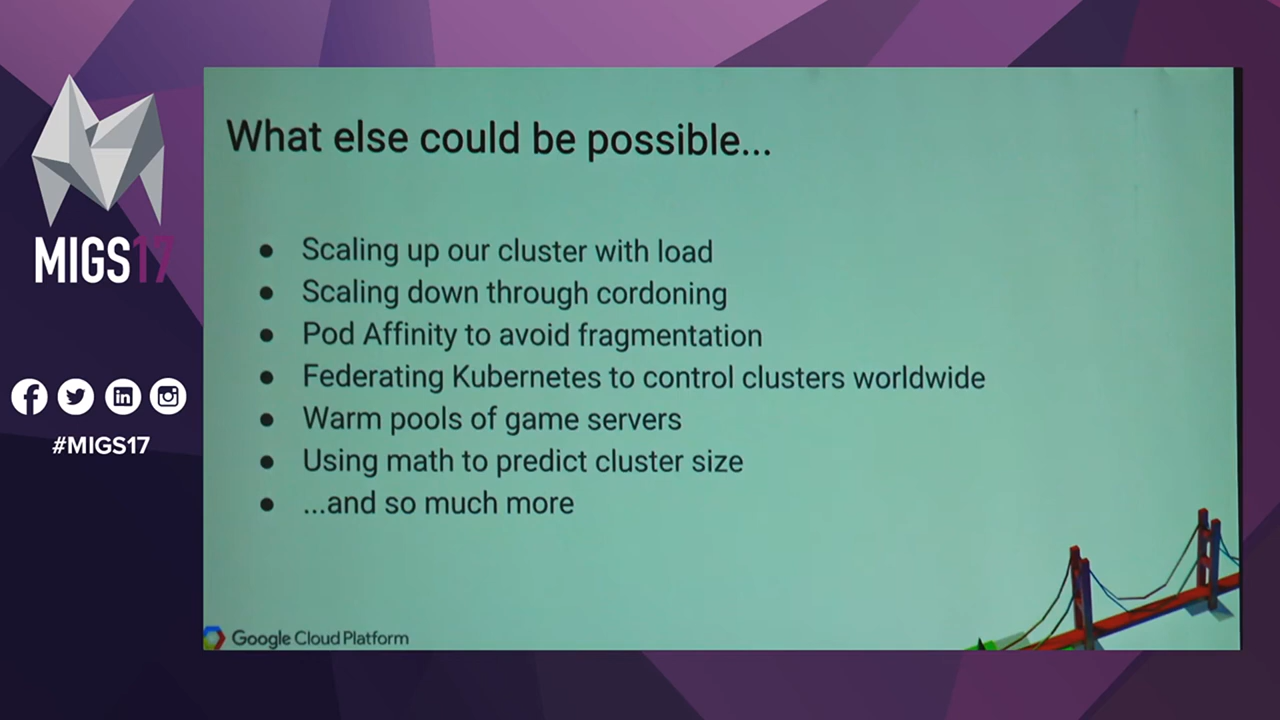 What else could be possible...
Scaling up our cluster with load
Scaling down through cordoning
Pod Affinity to avoid fragmentation
Federating Kubernetes to control clusters worldwide
Warm pools of game servers
Using math to predict cluster size
...and so much more
Google Cloud Platform
MIGS17
#MIGS17